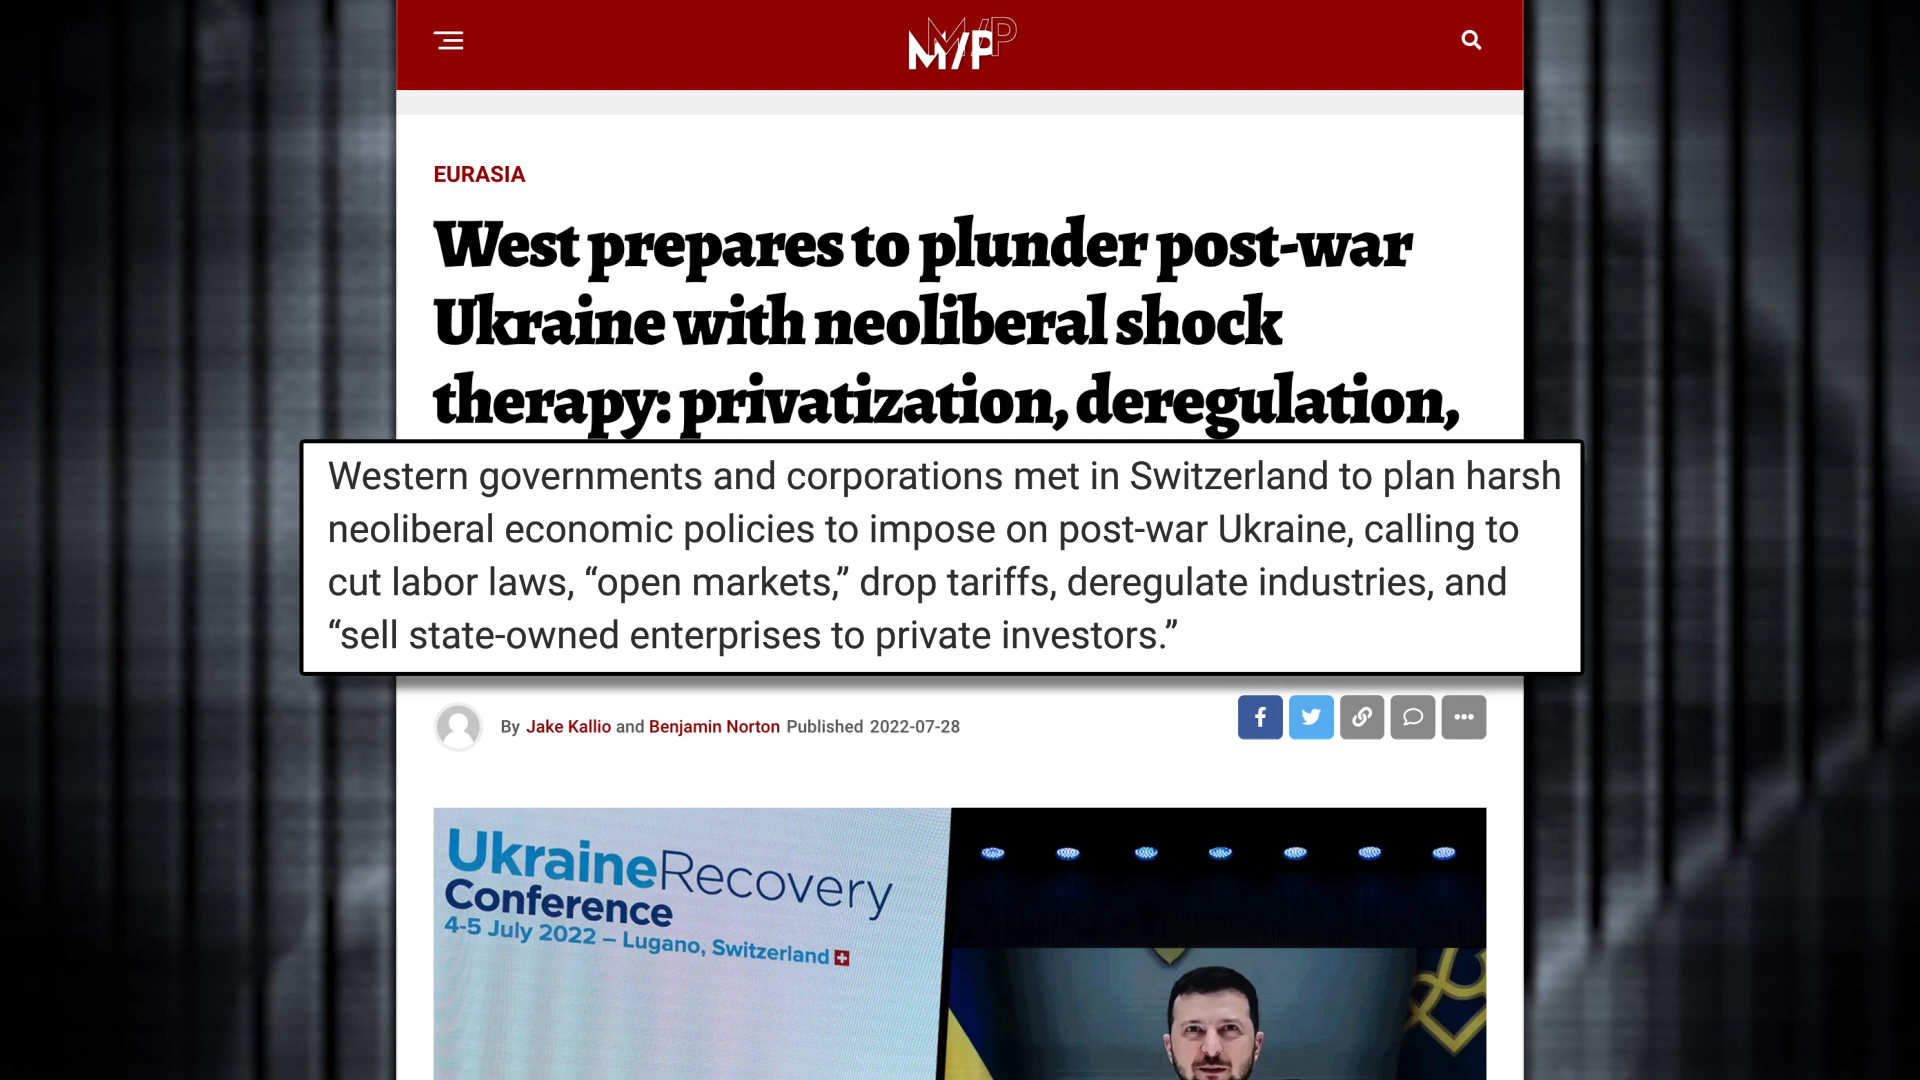 M/P
EURASIA
West prepares to plunder post-war
Ukraine with neoliberal shock
therapy: privatization, deregulation,
Western governments and corporations met in Switzerland to plan harsh
neoliberal economic policies to impose on post-war Ukraine, calling to
cut labor laws, “open markets,” drop tariffs, deregulate industries, and
“sell state-owned enterprises to private investors.”
By Jake Kallio and Benjamin Norton Published 2022-07-28
UkraineRecovery
Conference
4-5 July 2022 – Lugano, Switzerland